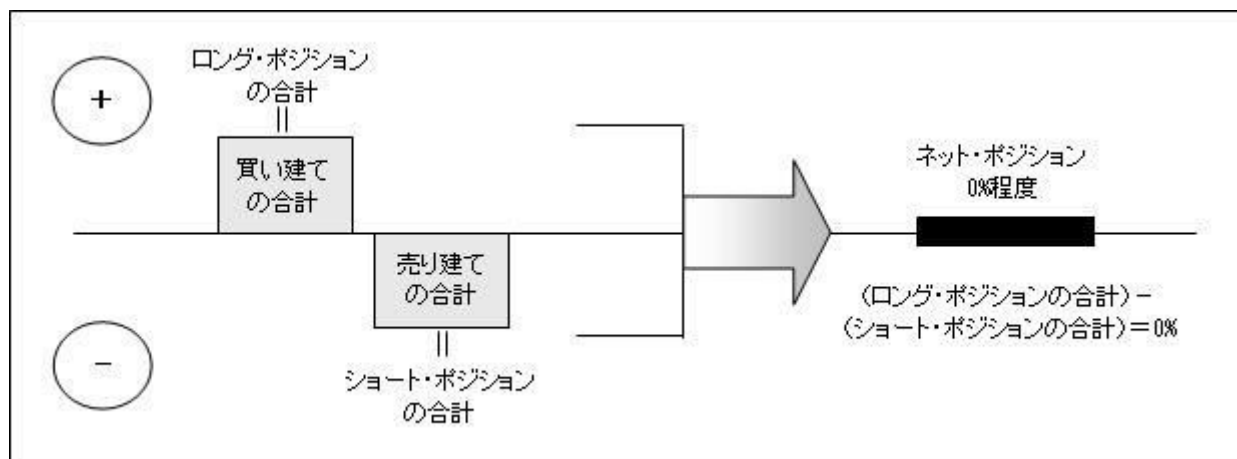 +
ロング・ポジション
の合計
||
買い建て
の合計
売り建て
の合計
||
ショート・ポジション
の合計
−
ネット・ポジション
0%程度
(ロング・ポジションの合計)−
(ショート・ポジションの合計)=0%